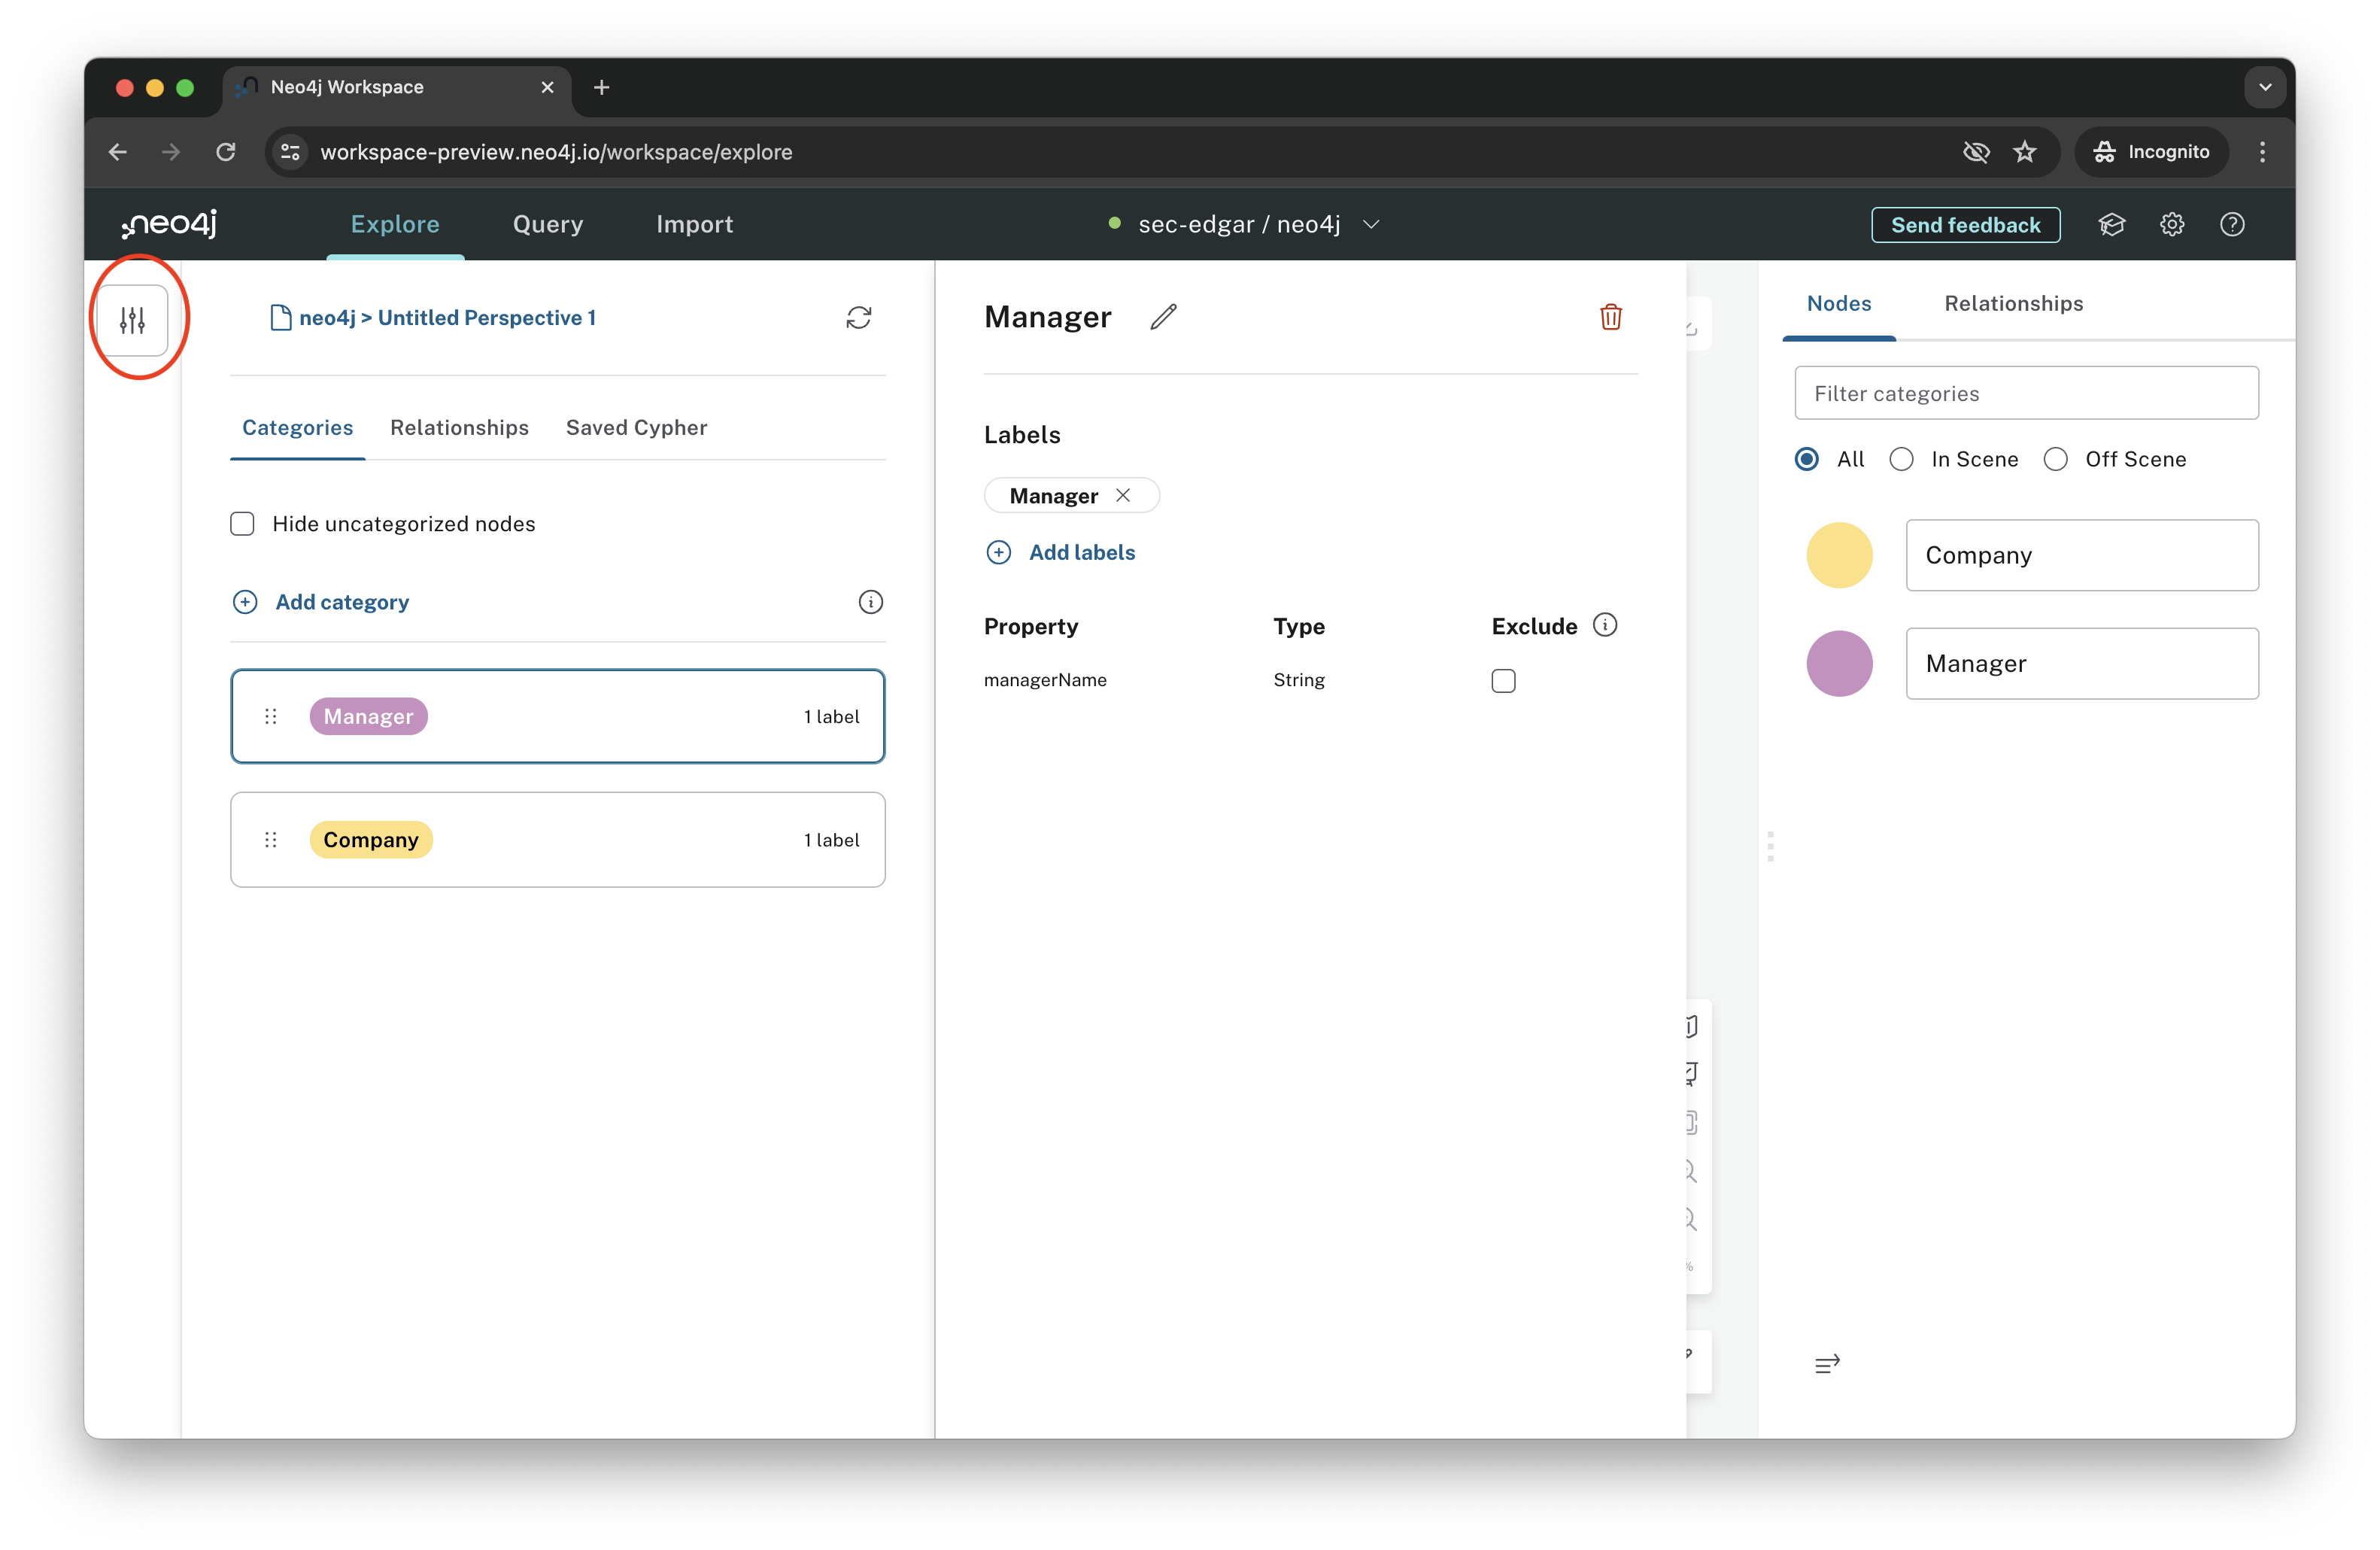 Neo4j Workspace
workspace-preview.neo4j.io/workspace/explore
Incognito
neo4j
Explore
Query
Import
sec-edgar / neo4j
Send feedback
neo4j > Untitled Perspective 1
Categories
Relationships
Saved Cypher
Hide uncategorized nodes
Add category
Manager
1 label
Company
1 label
Manager
Labels
Manager
Add labels
Property
Type
Exclude
managerName
String
%
Nodes
Relationships
Filter categories
All
In Scene
Off Scene
Company
Manager